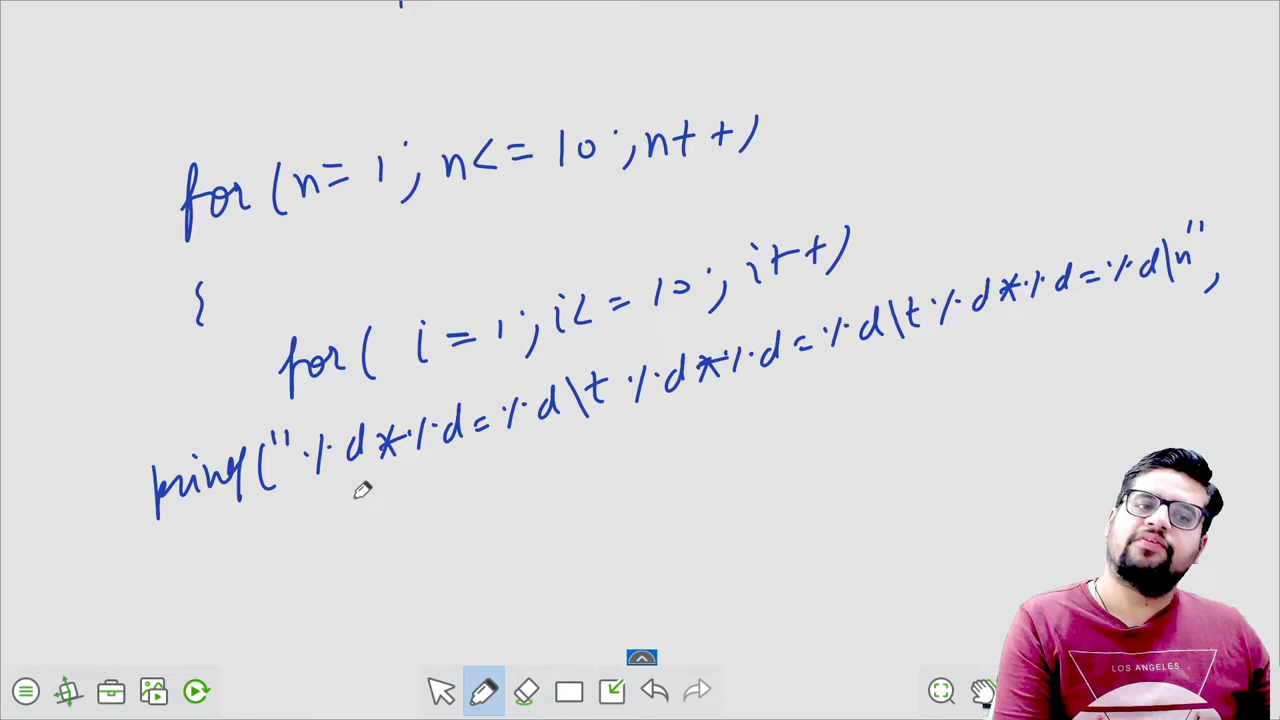 for (n = 1 ; n <= 10 ; n++)
{
for ( i = 1 ; i <= 10 ; i++)
printf (" %d * %d = %d \t %d * %d = %d \t %d * %d = %d \n" ,
LOS ANGELES